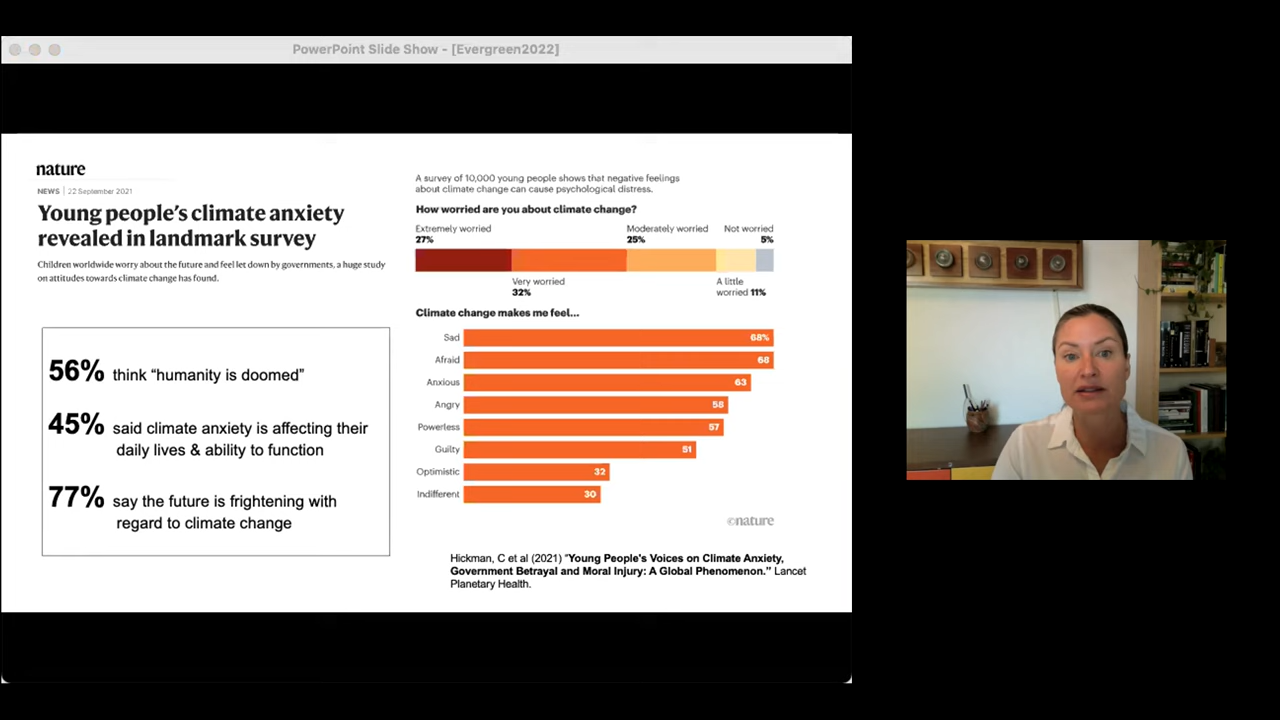 PowerPoint Slide Show - [Evergreen2022]
nature
NEWS | 22 September 2021
Young people's climate anxiety
revealed in landmark survey
Children worldwide worry about the future and feel let down by governments, a huge study
on attitudes towards climate change has found.
56% think “humanity is doomed”
45% said climate anxiety is affecting their
daily lives & ability to function
77% say the future is frightening with
regard to climate change
A survey of 10,000 young people shows that negative feelings
about climate change can cause psychological distress.
How worried are you about climate change?
Extremely worried Moderately worried Not worried
27% 25% 5%
Very worried A little
32% worried 11%
Climate change makes me feel...
Sad 68%
Afraid 68
Anxious 63
Angry 58
Powerless 57
Guilty 51
Optimistic 32
Indifferent 30
©nature
Hickman, C et al (2021) “Young People's Voices on Climate Anxiety,
Government Betrayal and Moral Injury: A Global Phenomenon.” Lancet
Planetary Health.